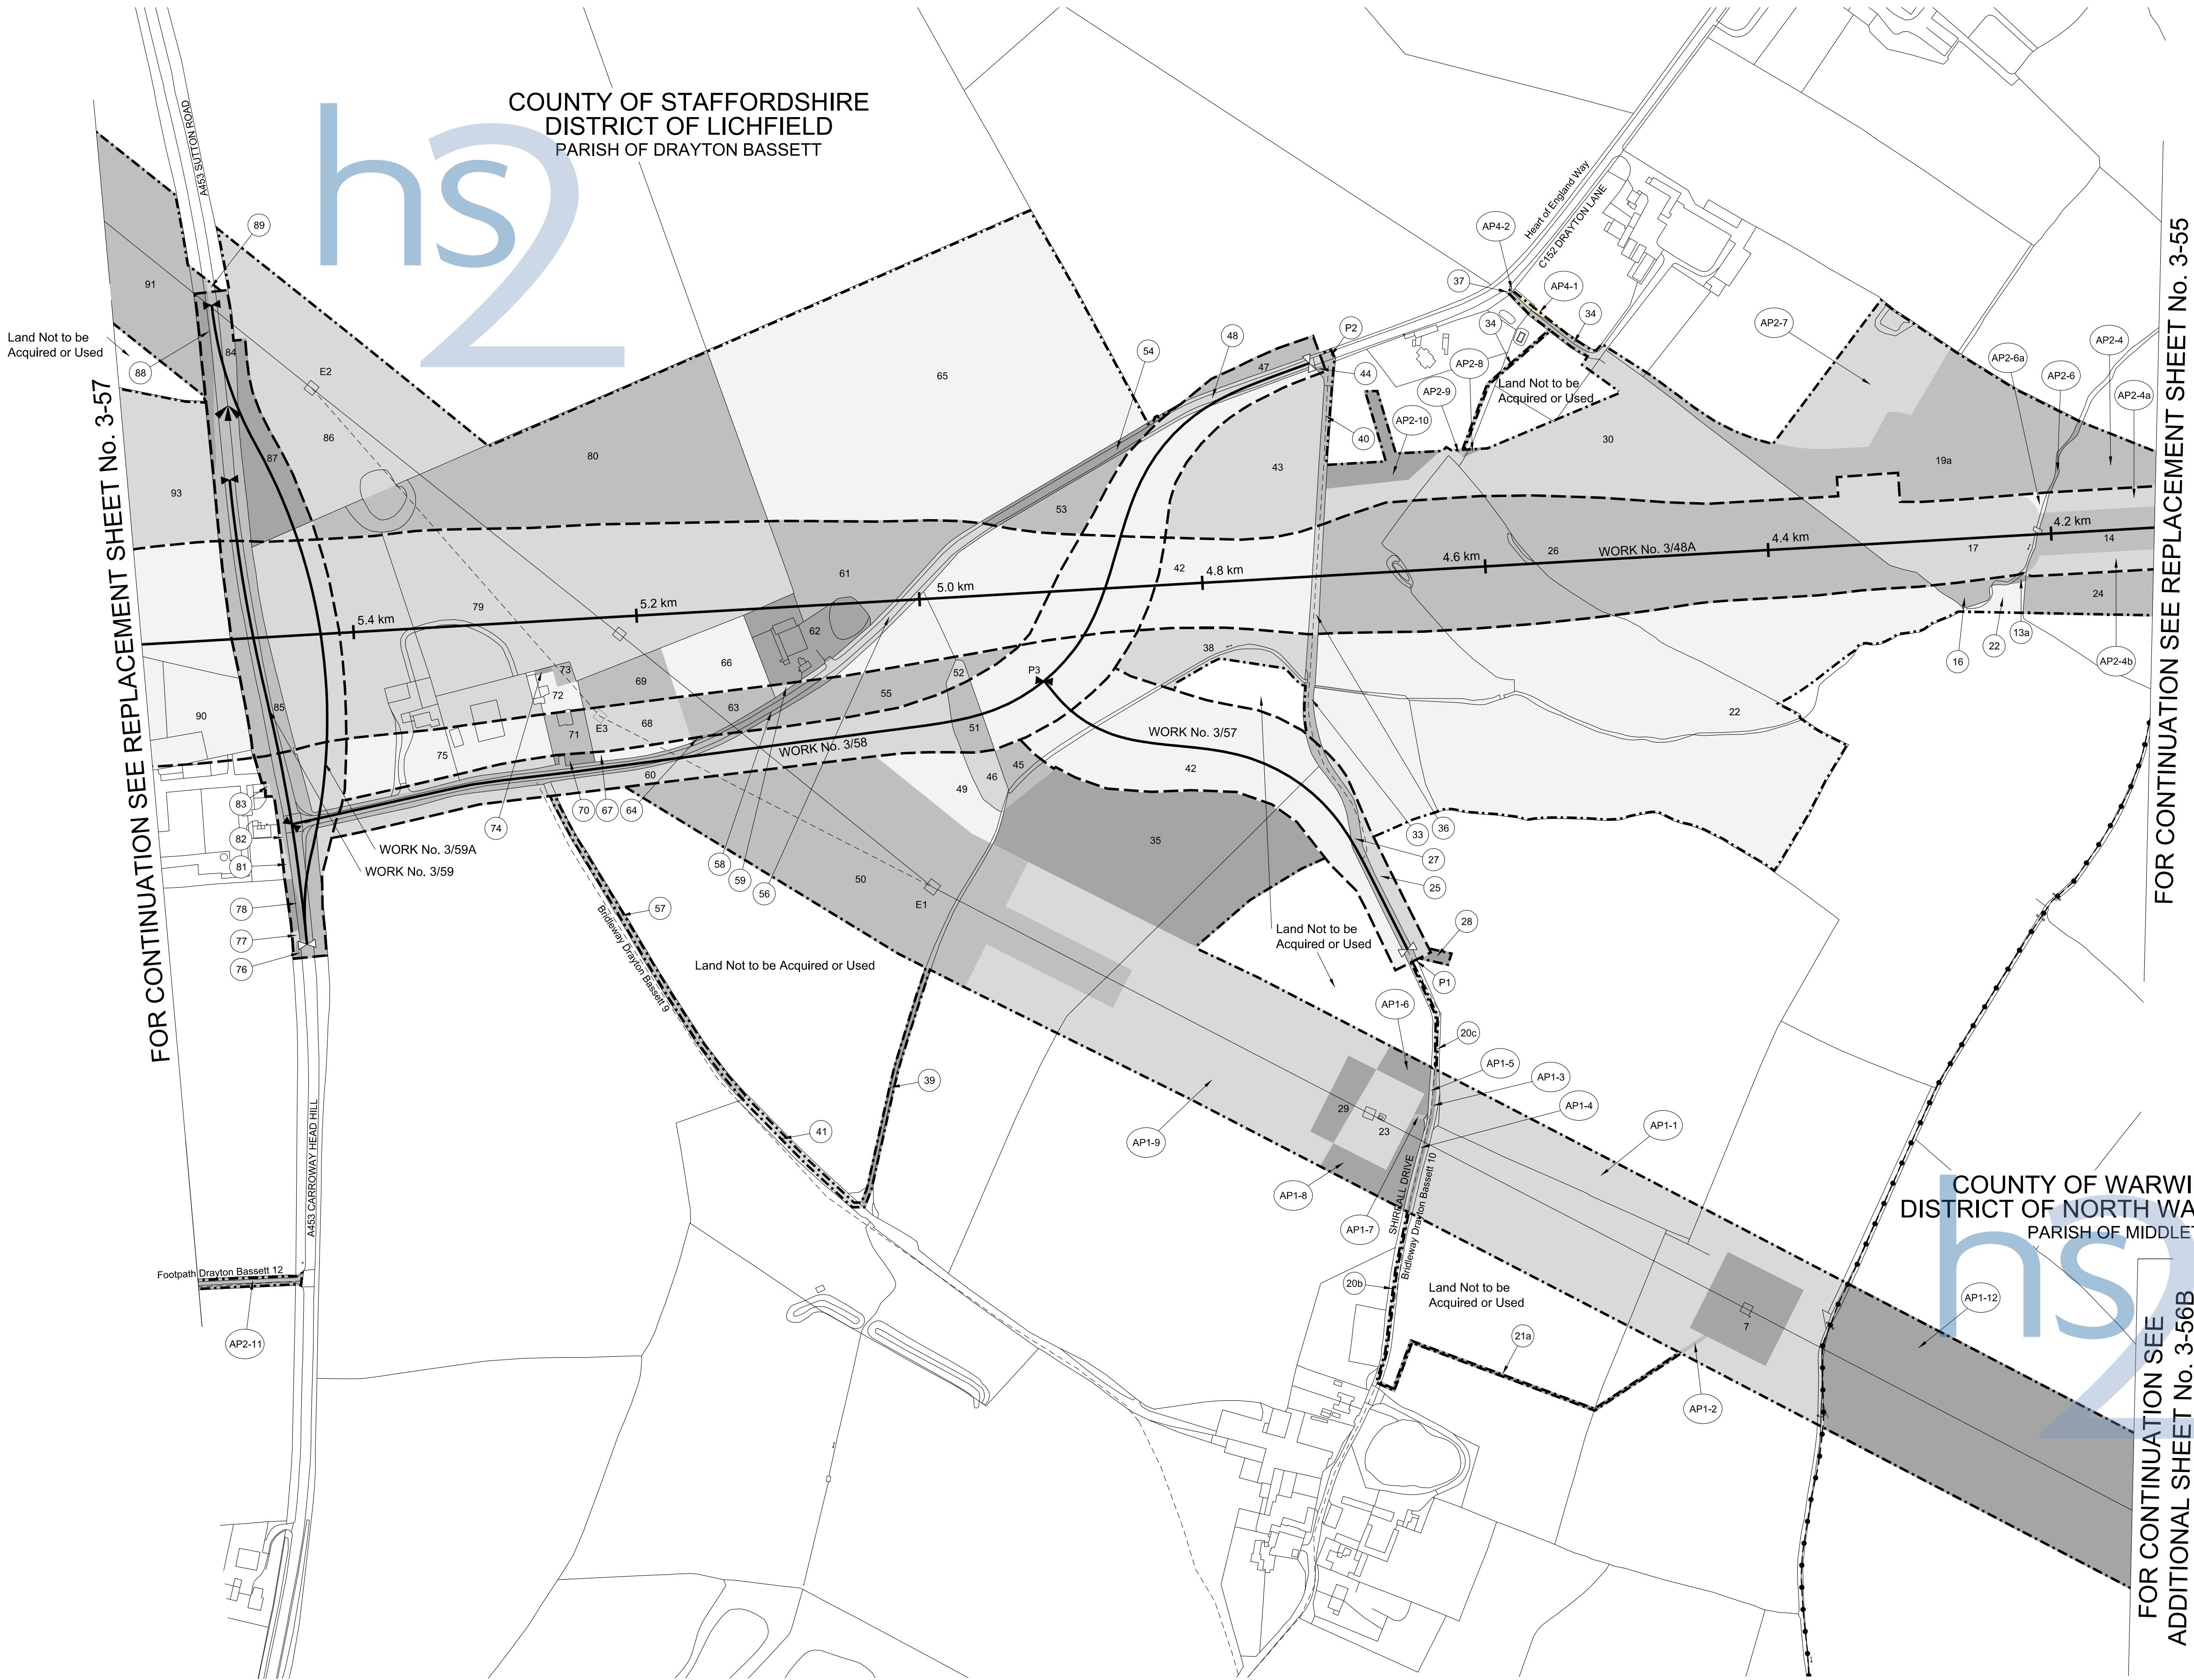 COUNTY OF STAFFORDSHIRE
DISTRICT OF LICHFIELD
PARISH OF DRAYTON BASSETT
hs2
A453 SUTTON ROAD
89
91
Land Not to be
Acquired or Used
88
84
E2
86
87
93
80
65
54
48
47
P2
44
40
43
53
37
AP4-2
AP4-1
34
34
Heart of England Way
C152 DRAYTON LANE
AP2-8
AP2-9
AP2-10
Land Not to be
Acquired or Used
30
AP2-7
AP2-6a
AP2-6
AP2-4
AP2-4a
19a
FOR CONTINUATION SEE REPLACEMENT SHEET No. 3-57
FOR CONTINUATION SEE REPLACEMENT SHEET No. 3-55
5.4 km
5.2 km
5.0 km
4.8 km
4.6 km
4.4 km
4.2 km
WORK No. 3/48A
26
17
14
24
42
79
61
62
66
69
73
72
71
E3
68
63
55
52
51
P3
38
22
16
22
13a
AP2-4b
90
85
75
60
WORK No. 3/58
WORK No. 3/57
42
46
45
49
83
82
81
78
77
76
WORK No. 3/59A
WORK No. 3/59
74
70
67
64
58
59
56
33
36
27
25
28
P1
35
50
E1
57
Bridleway Drayton Bassett 9
Land Not to be Acquired or Used
Land Not to be
Acquired or Used
AP1-6
20c
AP1-5
AP1-3
AP1-4
39
41
29
23
AP1-9
AP1-1
AP1-8
AP1-7
SHIREHALL DRIVE
Bridleway Drayton Bassett 10
A453 CARROWAY HEAD HILL
Footpath Drayton Bassett 12
AP2-11
20b
Land Not to be
Acquired or Used
21a
7
AP1-2
AP1-12
COUNTY OF WARWI
DISTRICT OF NORTH WA
PARISH OF MIDDLE
hs2
FOR CONTINUATION SEE
ADDITIONAL SHEET No. 3-56B